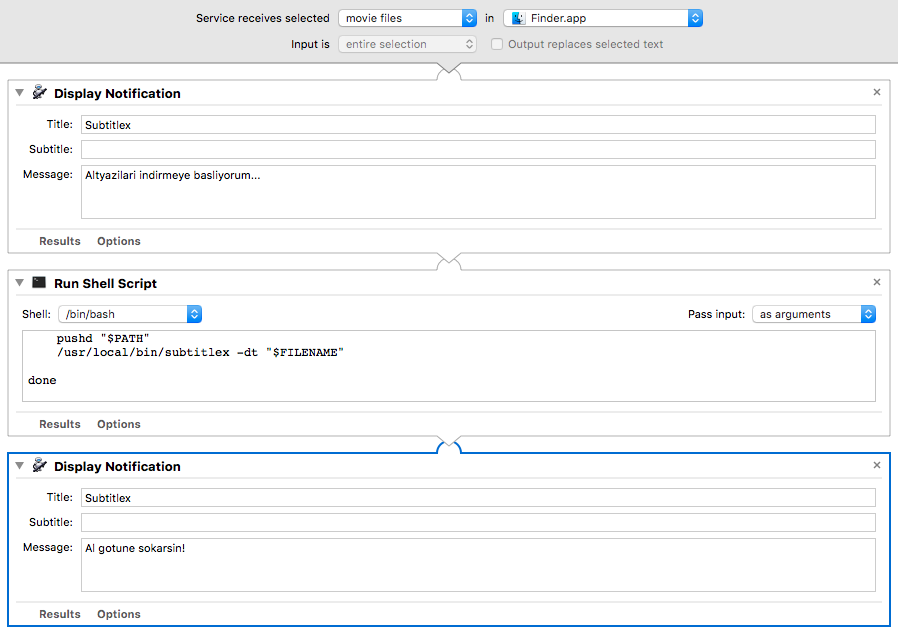 Service receives selected movie files in Finder.app
Input is entire selection Output replaces selected text
Display Notification
Title: Subtitlex
Subtitle:
Message: Altyazilari indirmeye basliyorum...
Results Options
Run Shell Script
Shell: /bin/bash Pass input: as arguments
pushd "$PATH"
/usr/local/bin/subtitlex -dt "$FILENAME"
done
Results Options
Display Notification
Title: Subtitlex
Subtitle:
Message: Al gotune sokarsin!
Results Options